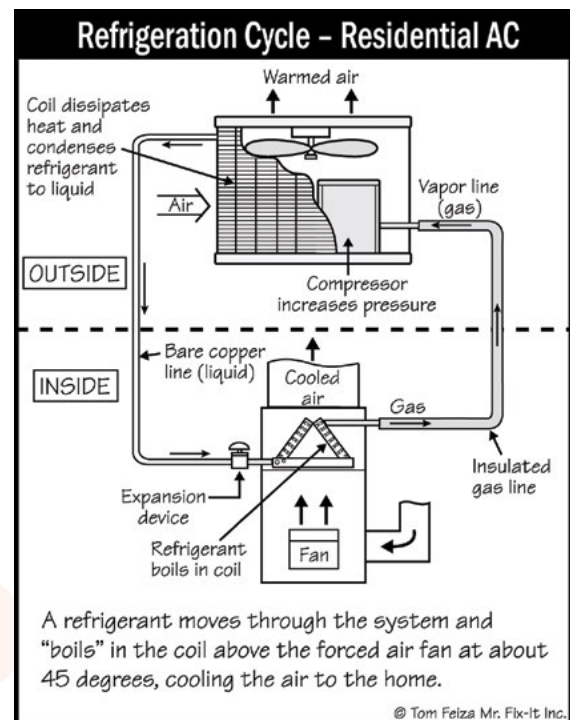 Refrigeration Cycle – Residential AC
Warmed air
Coil dissipates
heat and
condenses
refrigerant
to liquid
Air
Vapor line
(gas)
Compressor
increases pressure
OUTSIDE
INSIDE
Bare copper
line (liquid)
Cooled
air
Gas
Insulated
gas line
Expansion
device
Refrigerant
boils in coil
Fan
A refrigerant moves through the system and
“boils” in the coil above the forced air fan at about
45 degrees, cooling the air to the home.
© Tom Feiza Mr. Fix-It Inc.